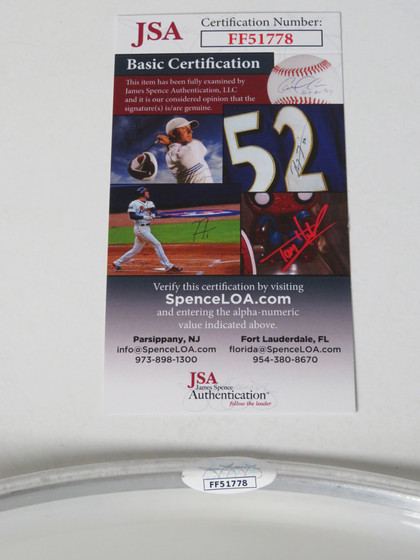 JSA
Certification Number:
FF51778
Basic Certification
This item has been fully examined by
James Spence Authentication, LLC
and it is our considered opinion that the
signature(s) is/are genuine.
52
Verify this certification by visiting
SpenceLOA.com
and entering the alpha-numeric
value indicated above.
Parsippany, NJ
info@SpenceLOA.com
973-898-1300
Fort Lauderdale, FL
florida@SpenceLOA.com
954-380-8670
JSA
James Spence
Authentication
follow the leader
FF51778